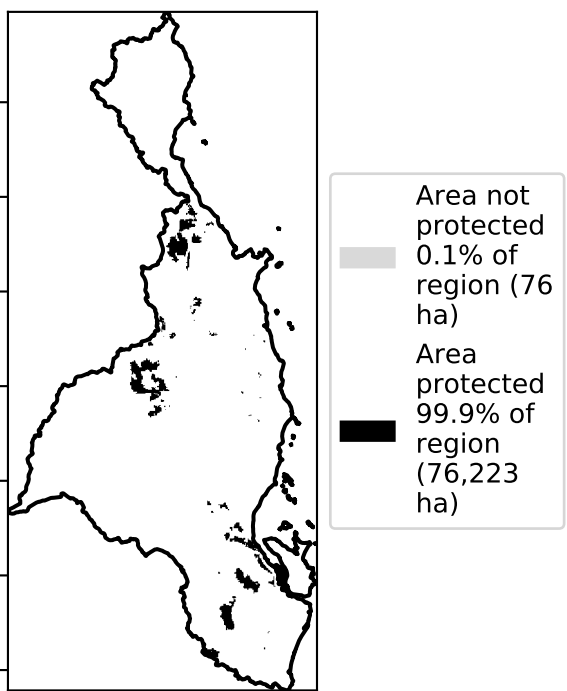 Area not
protected
0.1% of
region (76
ha)
Area
protected
99.9% of
region
(76,223
ha)